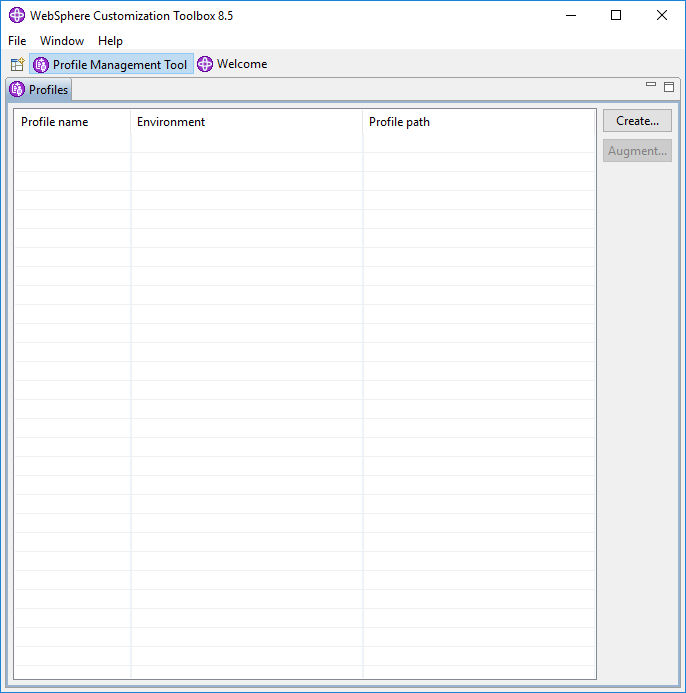 WebSphere Customization Toolbox 8.5
File Window Help
Profile Management Tool Welcome
Profiles
Profile name Environment Profile path Create...
Augment...